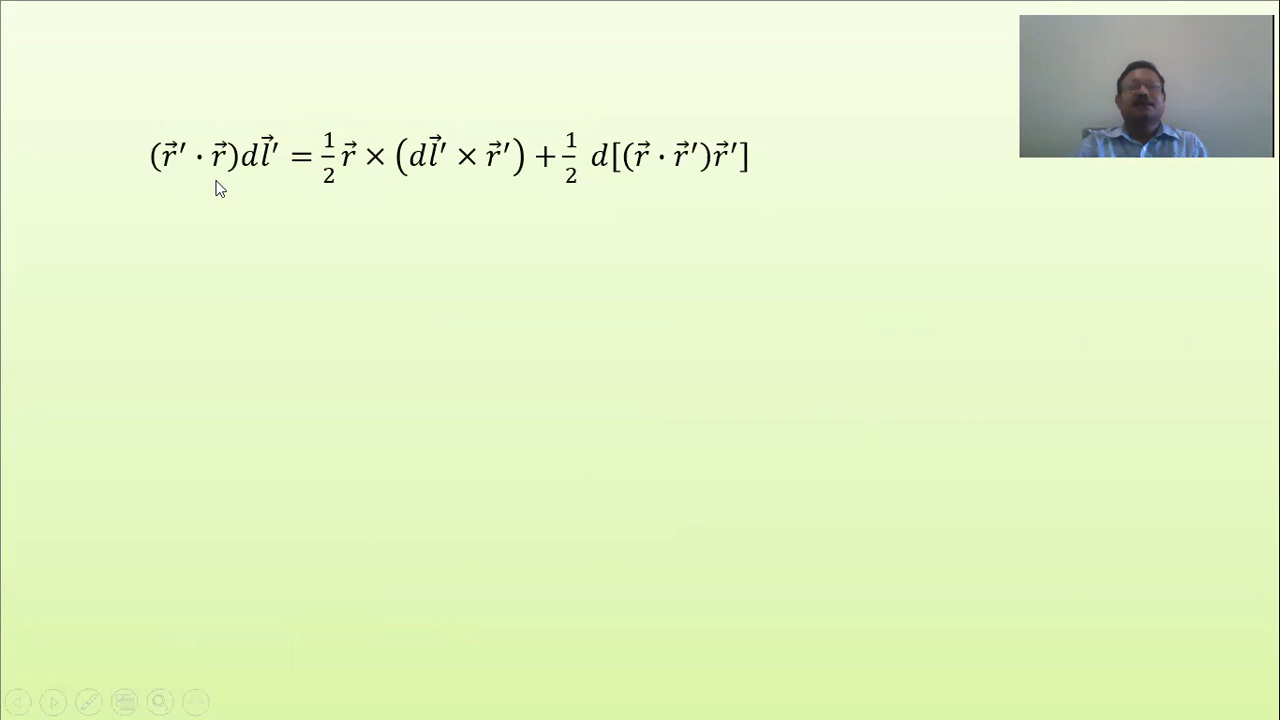 (r⃗′ · r⃗)dl⃗′ = ½ r⃗ × (dl⃗′ × r⃗′) + ½ d[(r⃗ · r⃗′)r⃗′]